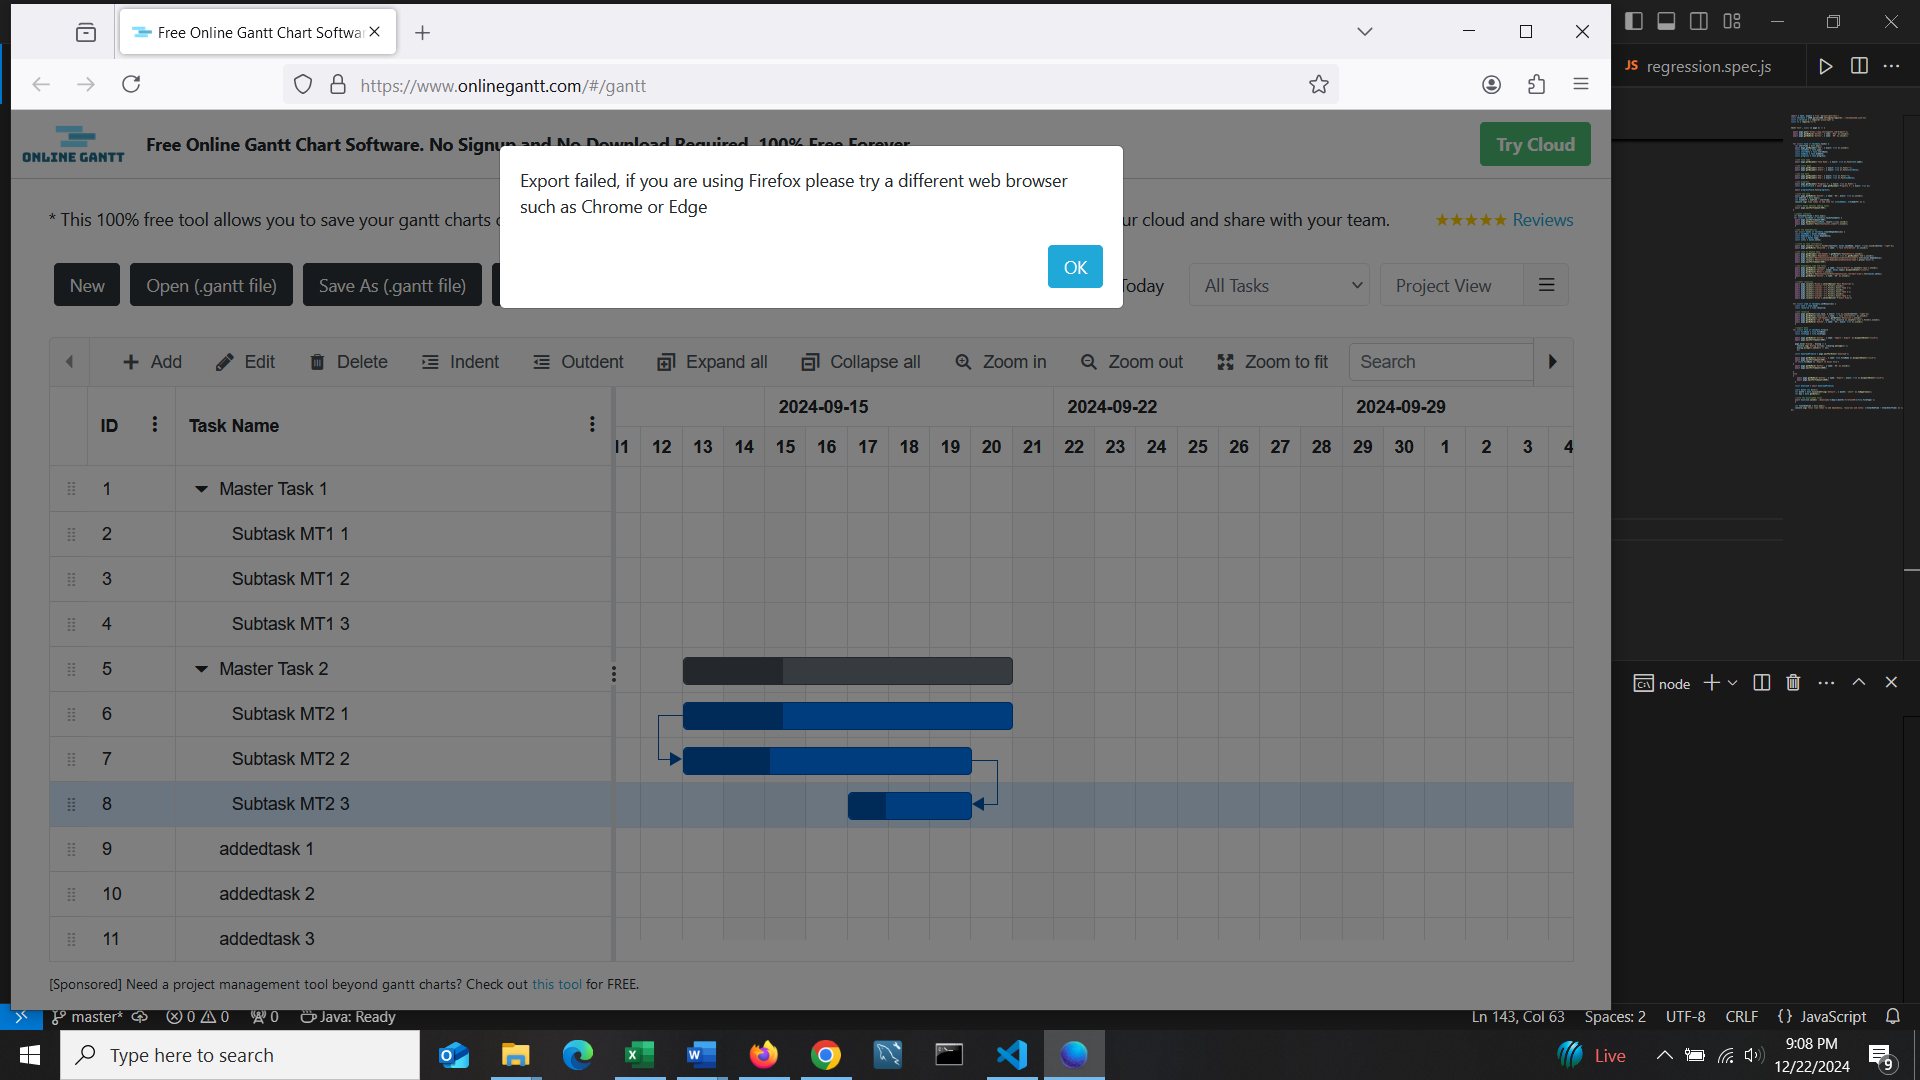 Free Online Gantt Chart Softwa
https://www.onlinegantt.com/#/gantt
JS regression.spec.js
ONLINE GANTT
Free Online Gantt Chart Software. No Signup and No Download Required. 100% Free Forever
Try Cloud
Export failed, if you are using Firefox please try a different web browser
such as Chrome or Edge
OK
* This 100% free tool allows you to save your gantt charts
ur cloud and share with your team.
★★★★★ Reviews
New
Open (.gantt file)
Save As (.gantt file)
Today
All Tasks
Project View
Add
Edit
Delete
Indent
Outdent
Expand all
Collapse all
Zoom in
Zoom out
Zoom to fit
Search
ID
Task Name
2024-09-15
2024-09-22
2024-09-29
11 12 13 14 15 16 17 18 19 20 21 22 23 24 25 26 27 28 29 30 1 2 3 4
1 Master Task 1
2 Subtask MT1 1
3 Subtask MT1 2
4 Subtask MT1 3
5 Master Task 2
6 Subtask MT2 1
7 Subtask MT2 2
8 Subtask MT2 3
9 addedtask 1
10 addedtask 2
11 addedtask 3
node
[Sponsored] Need a project management tool beyond gantt charts? Check out this tool for FREE.
master* 0 0 0 Java: Ready
Ln 143, Col 63 Spaces: 2 UTF-8 CRLF {} JavaScript
Type here to search
Live
9:08 PM
12/22/2024
9